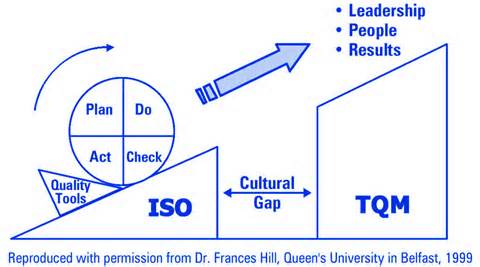 • Leadership
• People
• Results
Plan
Do
Act
Check
Quality
Tools
ISO
Cultural
Gap
TQM
Reproduced with permission from Dr. Frances Hill, Queen's University in Belfast, 1999